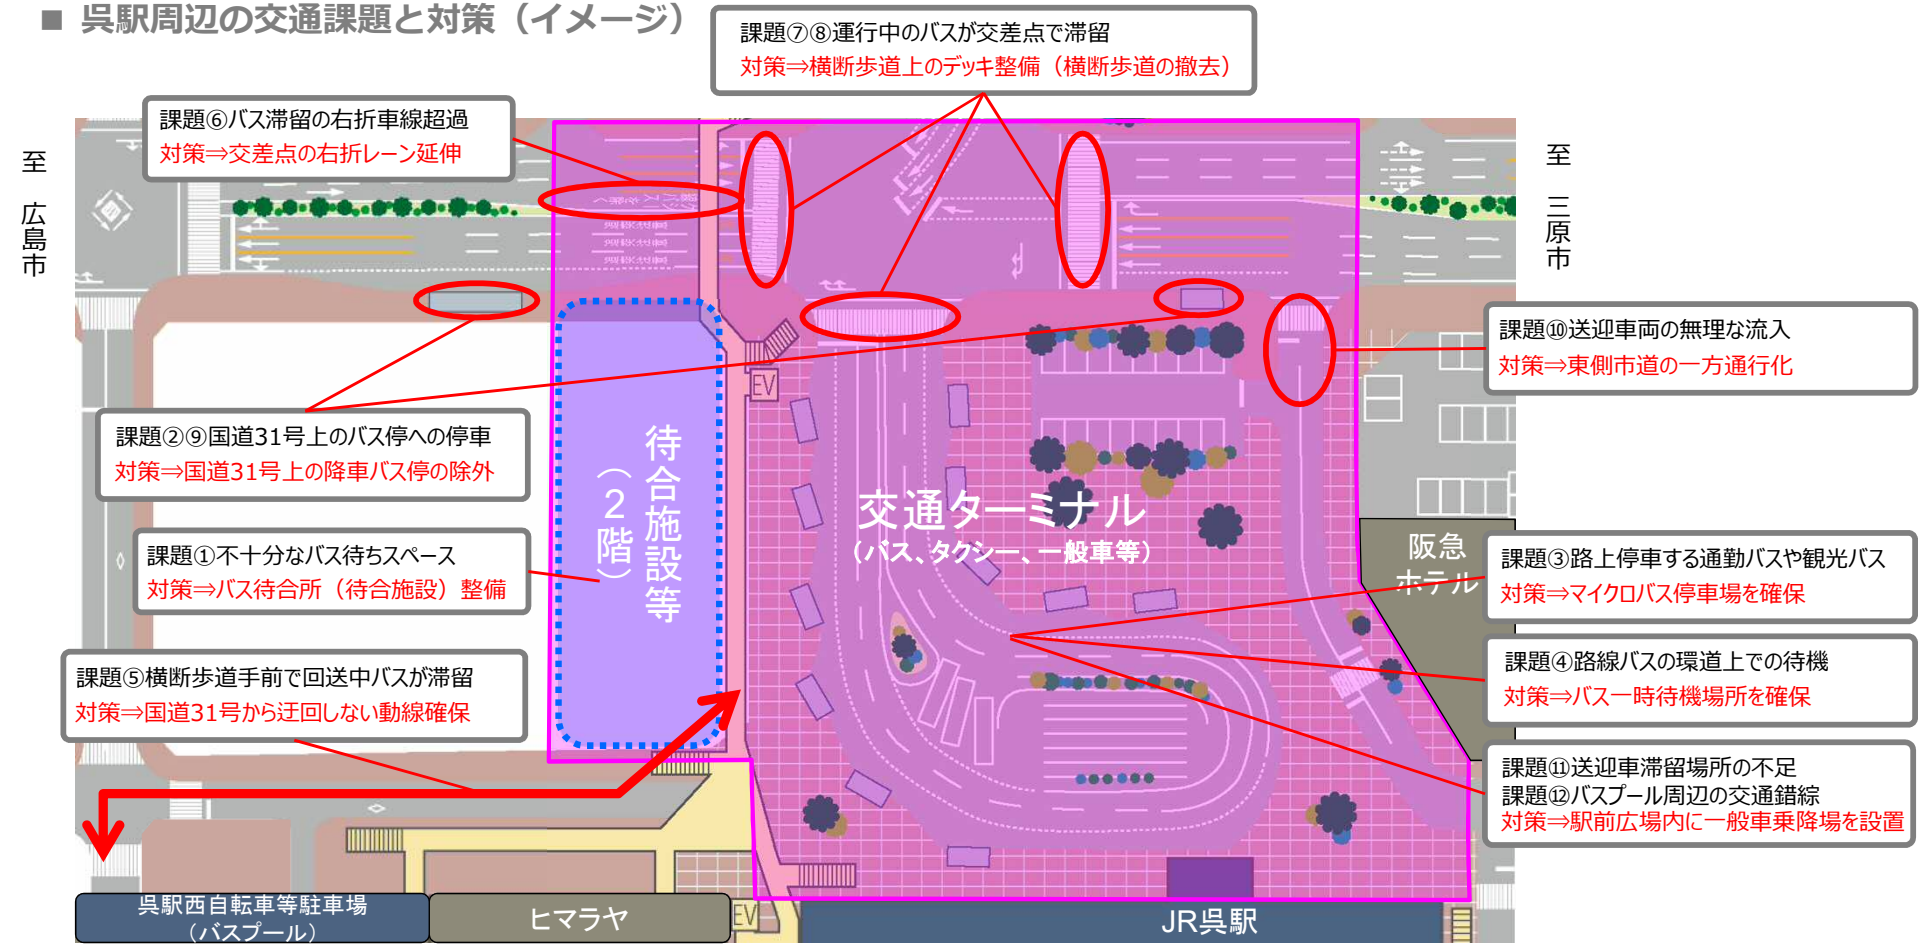 ■ 呉駅周辺の交通課題と対策（イメージ）
課題⑦⑧運行中のバスが交差点で滞留
対策⇒横断歩道上のデッキ整備（横断歩道の撤去）
課題⑥バス滞留の右折車線超過
対策⇒交差点の右折レーン延伸
至 広島市
至 三原市
課題⑩送迎車両の無理な流入
対策⇒東側市道の一方通行化
課題②⑨国道31号上のバス停への停車
対策⇒国道31号上の降車バス停の除外
EV
待合施設等
（２階）
交通ターミナル
（バス、タクシー、一般車等）
課題①不十分なバス待ちスペース
対策⇒バス待合所（待合施設）整備
阪急
ホテル
課題③路上停車する通勤バスや観光バス
対策⇒マイクロバス停車場を確保
課題④路線バスの環道上での待機
対策⇒バス一時待機場所を確保
課題⑤横断歩道手前で回送中バスが滞留
対策⇒国道31号から迂回しない動線確保
課題⑪送迎車滞留場所の不足
課題⑫バスプール周辺の交通錯綜
対策⇒駅前広場内に一般車乗降場を設置
呉駅西自転車等駐車場
（バスプール）
ヒマラヤ
EV
JR呉駅